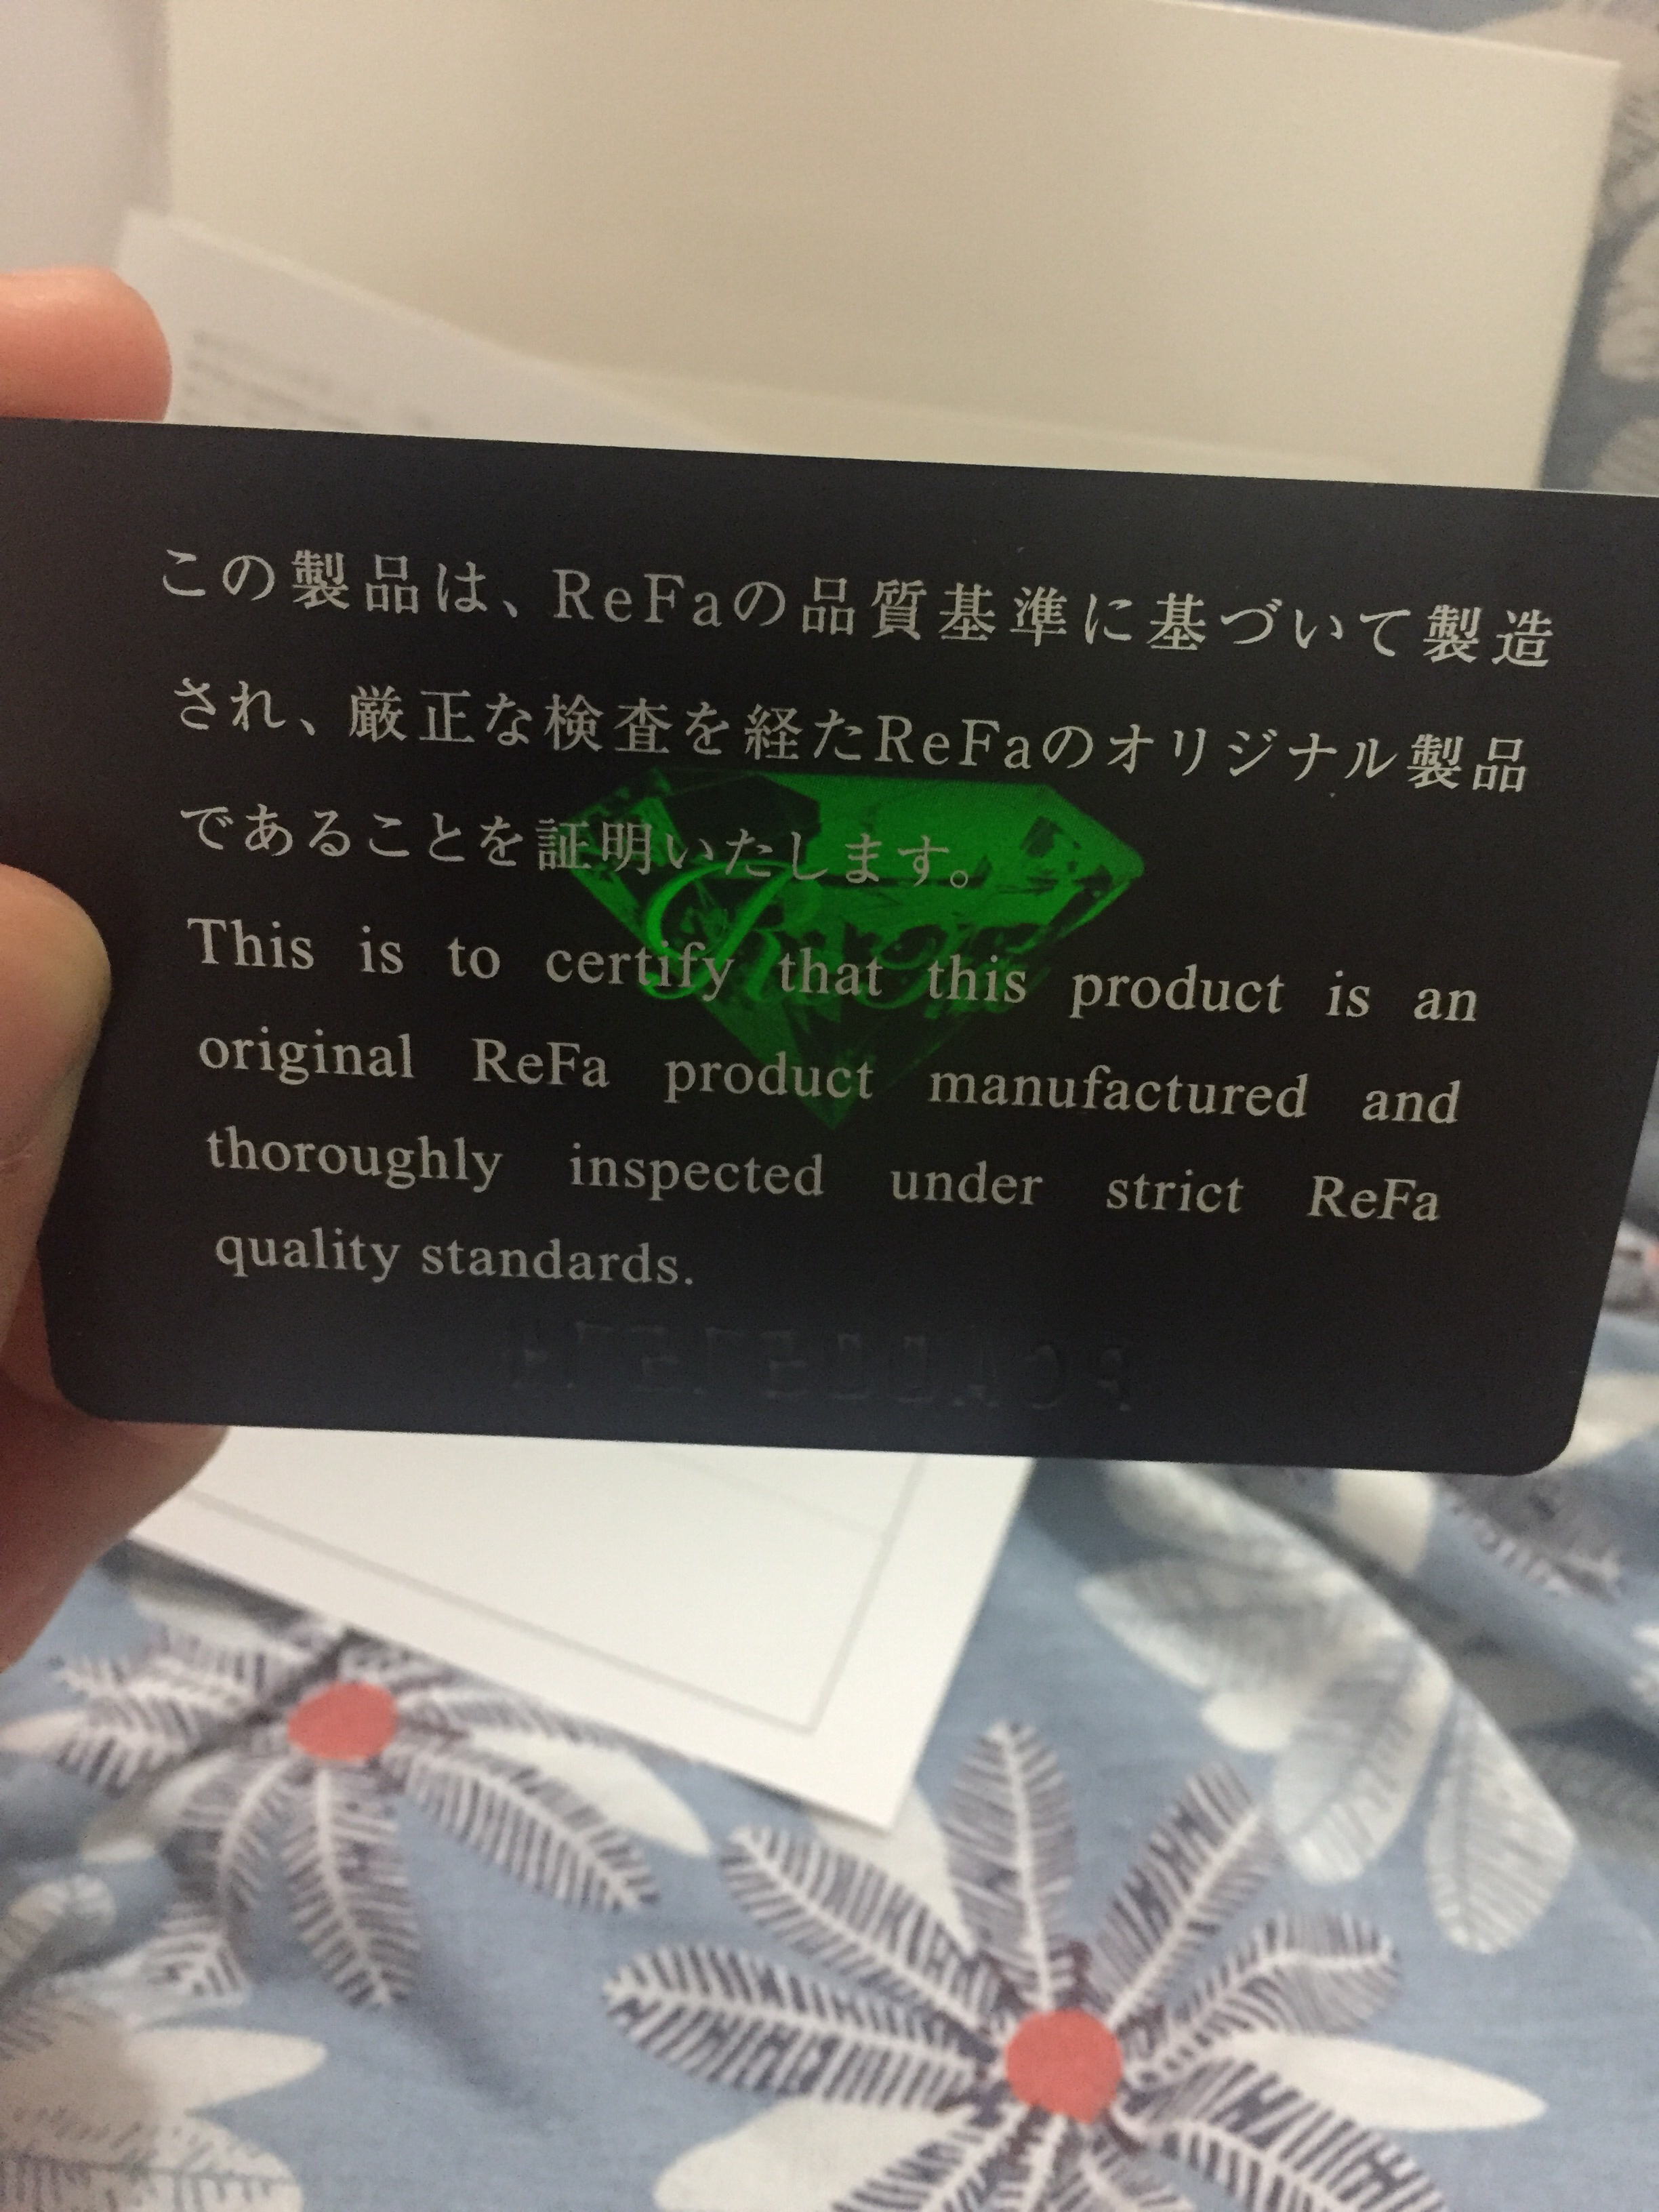 この製品は、ReFaの品質基準に基づいて製造
され、厳正な検査を経たReFaのオリジナル製品
であることを証明いたします。
This is to certify that this product is an
original ReFa product manufactured and
thoroughly inspected under strict ReFa
quality standards.